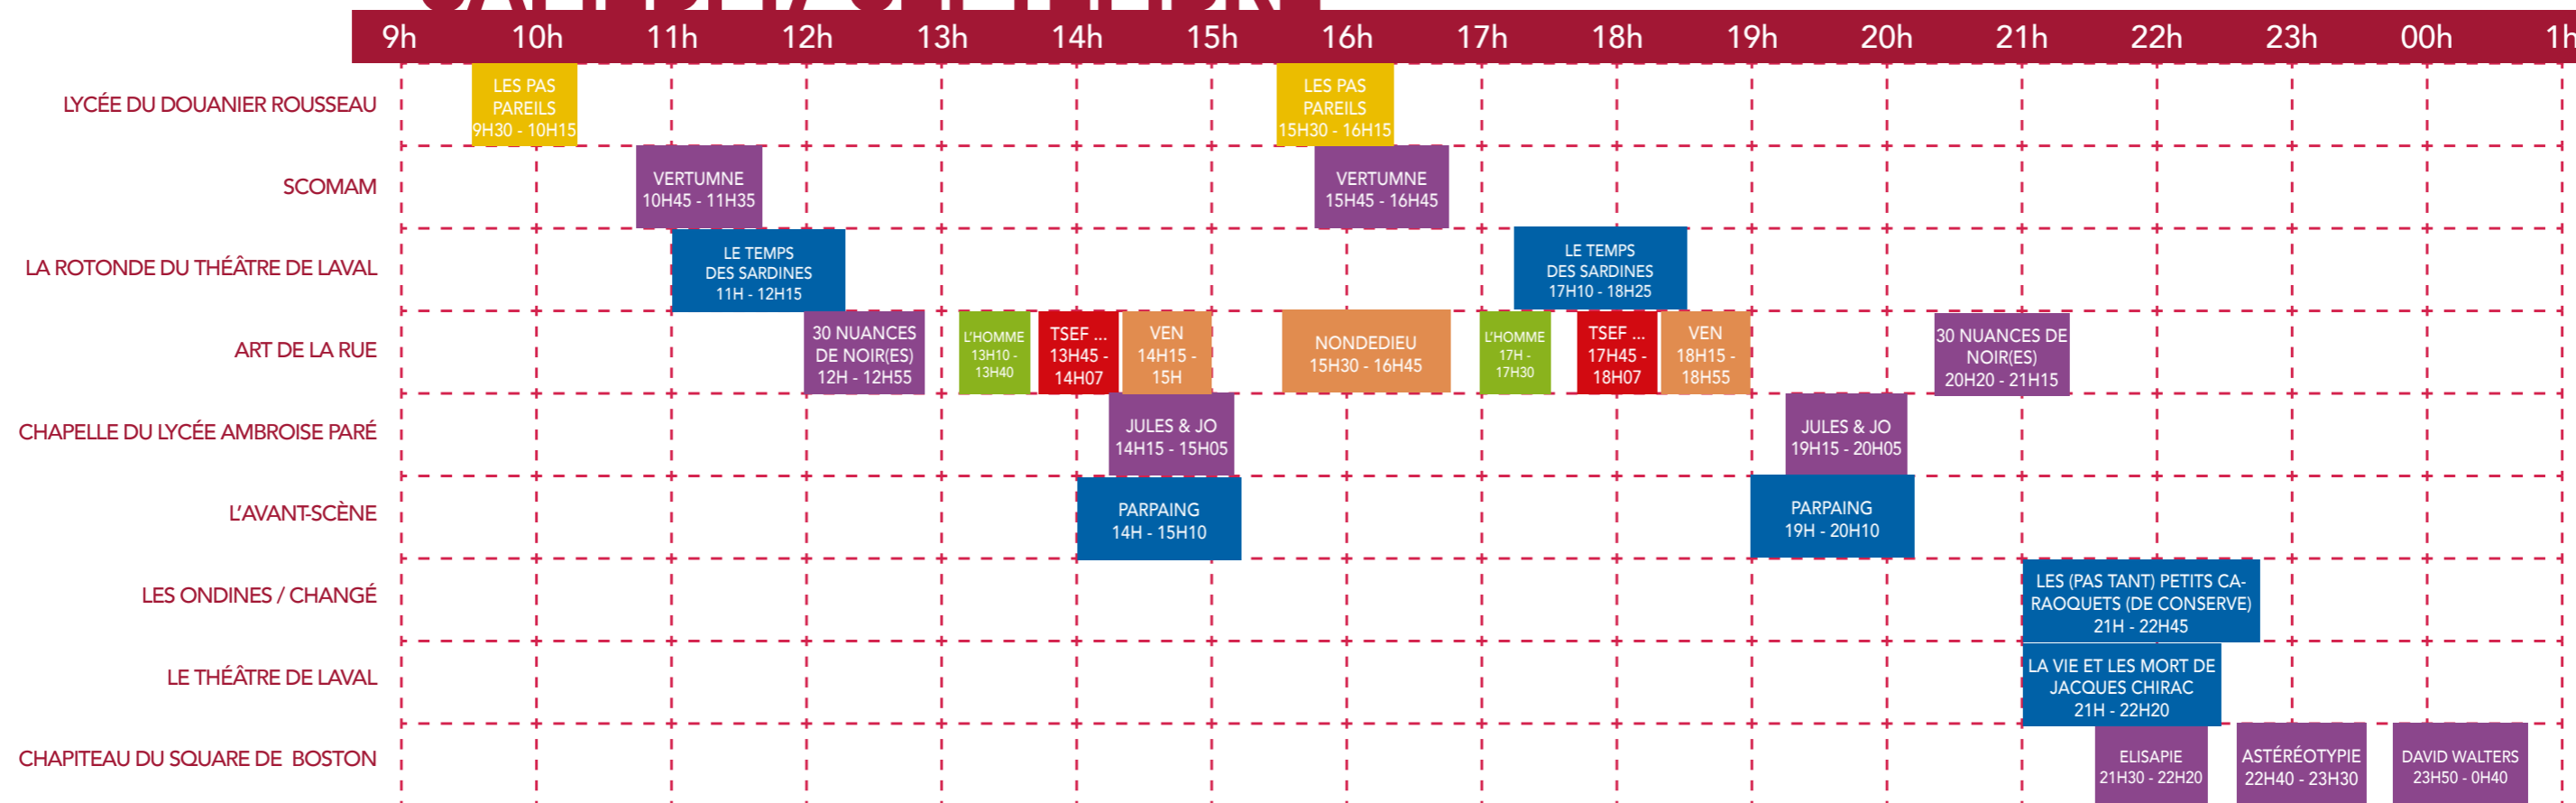 9h 10h 11h 12h 13h 14h 15h 16h 17h 18h 19h 20h 21h 22h 23h 00h 1h
LYCÉE DU DOUANIER ROUSSEAU
LES PAS
PAREILS
9H30 - 10H15
LES PAS
PAREILS
15H30 - 16H15
SCOMAM
VERTUMNE
10H45 - 11H35
VERTUMNE
15H45 - 16H45
LA ROTONDE DU THÉÂTRE DE LAVAL
LE TEMPS
DES SARDINES
11H - 12H15
LE TEMPS
DES SARDINES
17H10 - 18H25
ART DE LA RUE
30 NUANCES
DE NOIR(ES)
12H - 12H55
L'HOMME
13H10 -
13H40
TSEF ...
13H45 -
14H07
VEN
14H15 -
15H
NONDEDIEU
15H30 - 16H45
L'HOMME
17H -
17H30
TSEF ...
17H45 -
18H07
VEN
18H15 -
18H55
30 NUANCES DE
NOIR(ES)
20H20 - 21H15
CHAPELLE DU LYCÉE AMBROISE PARÉ
JULES & JO
14H15 - 15H05
JULES & JO
19H15 - 20H05
L'AVANT-SCÈNE
PARPAING
14H - 15H10
PARPAING
19H - 20H10
LES ONDINES / CHANGÉ
LES (PAS TANT) PETITS CA-
RAOQUETS (DE CONSERVE)
21H - 22H45
LE THÉÂTRE DE LAVAL
LA VIE ET LES MORT DE
JACQUES CHIRAC
21H - 22H20
CHAPITEAU DU SQUARE DE BOSTON
ELISAPIE
21H30 - 22H20
ASTÉRÉOTYPIE
22H40 - 23H30
DAVID WALTERS
23H50 - 0H40